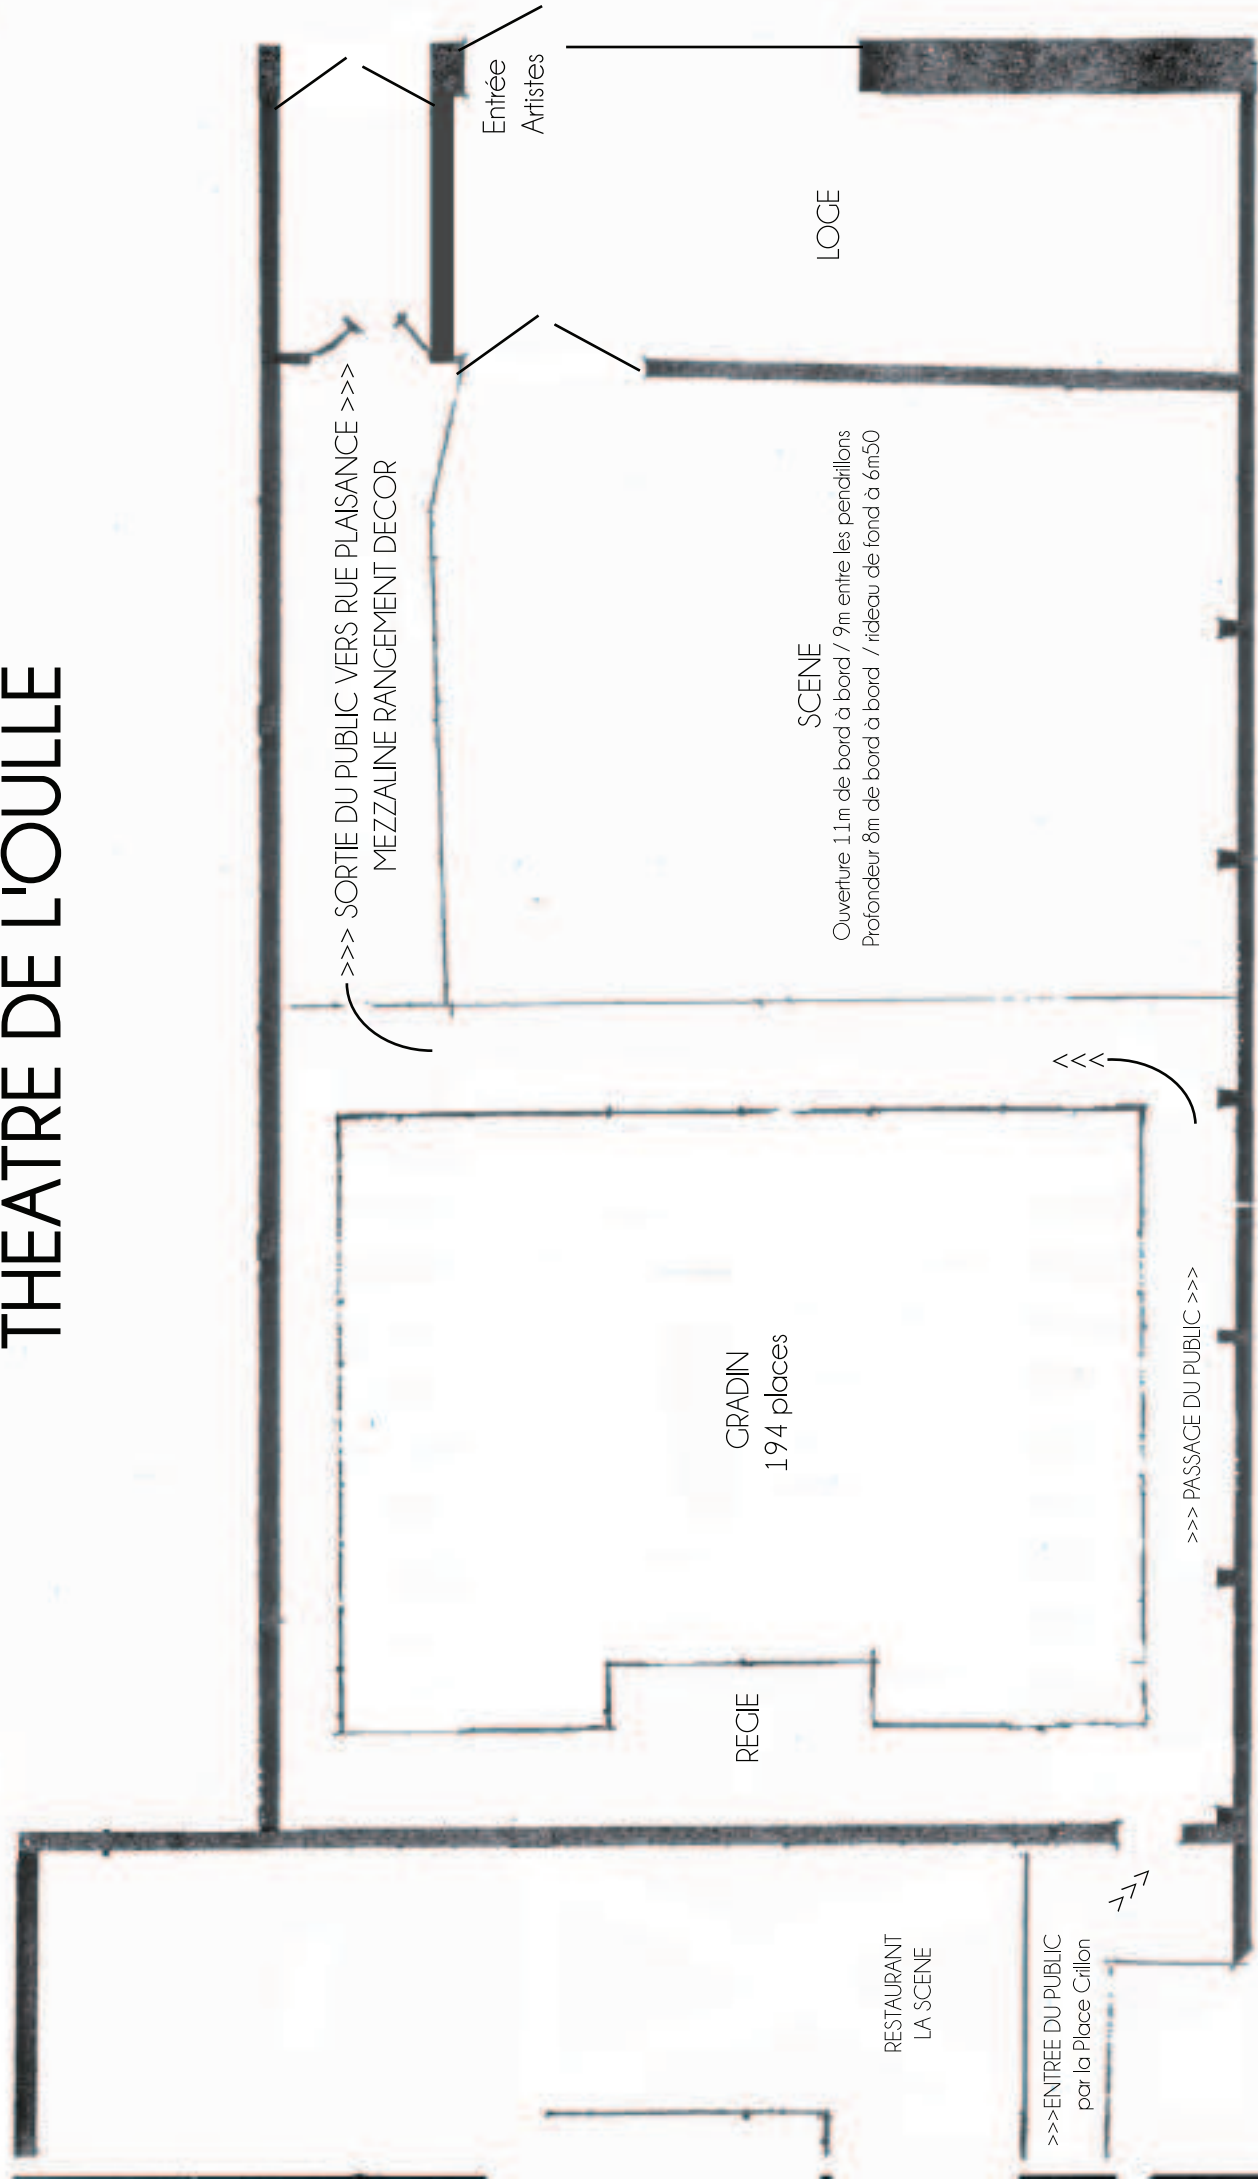 THEATRE DE L'OULLE
>>> SORTIE DU PUBLIC VERS RUE PLAISANCE >>>
MEZZALINE RANGEMENT DECOR
Entrée
Artistes
LOGE
SCENE
Ouverture 11m de bord à bord / 9m entre les pendrillons
Profondeur 8m de bord à bord / rideau de fond à 6m50
>>>
GRADIN
194 places
>>> PASSAGE DU PUBLIC >>>
REGIE
RESTAURANT
LA SCENE
>>>ENTREE DU PUBLIC
par la Place Crillon
>>>